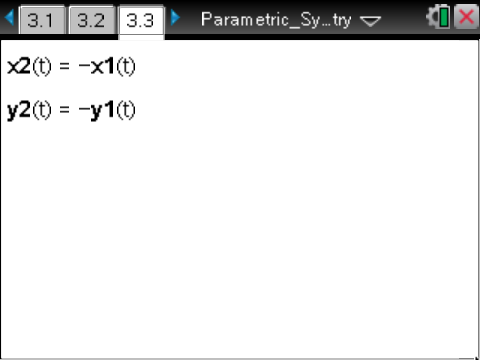 3.1 3.2 3.3 Parametric_Sy...try
x2(t) = −x1(t)
y2(t) = −y1(t)